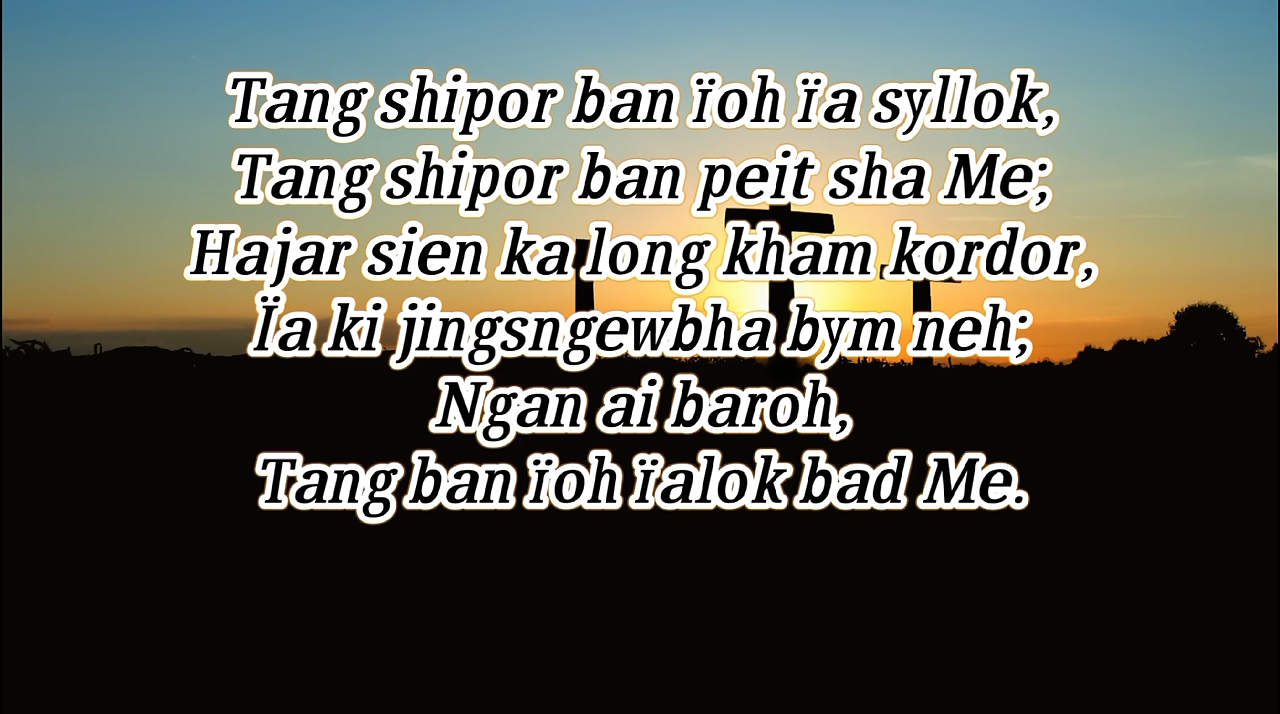 Tang shipor ban ïoh ïa syllok,
Tang shipor ban peit sha Me;
Hajar sien ka long kham kordor,
Ïa ki jingsngewbha bym neh;
Ngan ai baroh,
Tang ban ïoh ïalok bad Me.